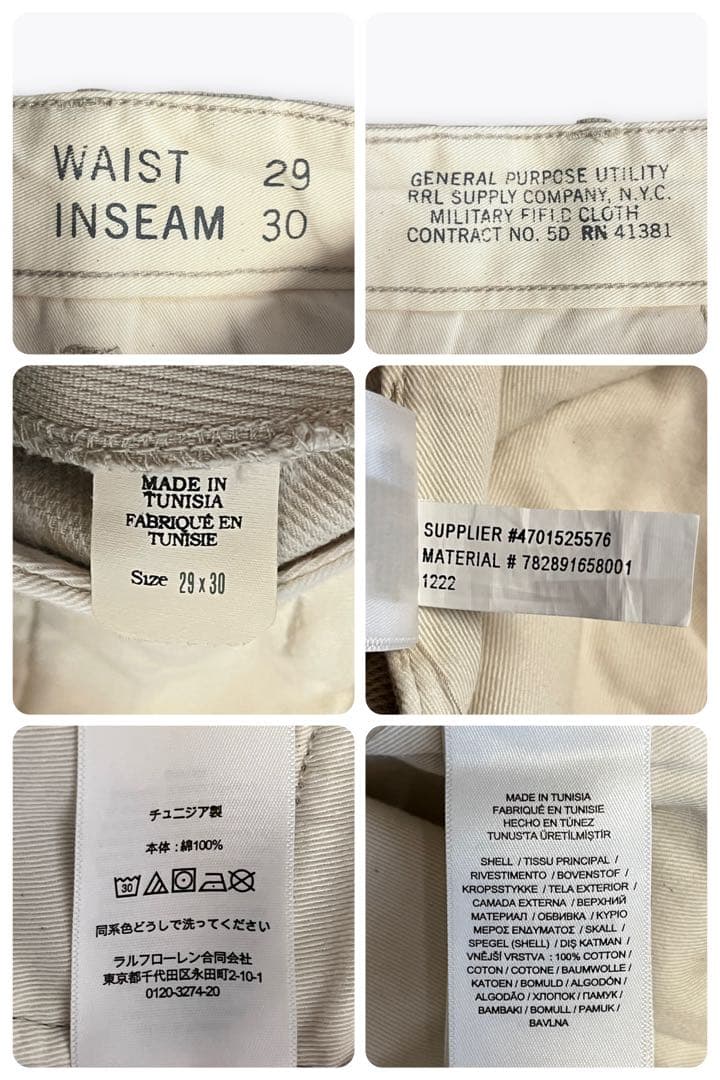 WAIST 29
INSEAM 30
GENERAL PURPOSE UTILITY
RRL SUPPLY COMPANY, N.Y.C.
MILITARY FIELD CLOTH
CONTRACT NO. 5D RN 41381
MADE IN
TUNISIA
FABRIQUÉ EN
TUNISIE
Size 29 x 30
SUPPLIER #4701525576
MATERIAL # 782891658001
1222
チュニジア製
本体 : 綿100%
30
同系色どうしで洗ってください
ラルフローレン合同会社
東京都千代田区永田町2-10-1
0120-3274-20
MADE IN TUNISIA
FABRIQUÉ EN TUNISIE
HECHO EN TÚNEZ
TUNUS'TA ÜRETİLMİŞTİR
SHELL / TISSU PRINCIPAL /
RIVESTIMENTO / BOVENSTOF /
KROPSSTYKKE / TELA EXTERIOR /
CAMADA EXTERNA / ВЕРХНИЙ
МАТЕРИАЛ / ОБВИВКА / ΚΥΡΙΟ
ΜΕΡΟΣ ΕΝΔΥΜΑΤΟΣ / SKALL /
SPEGEL (SHELL) / DIŞ KATMAN /
VNĚJŠÍ VRSTVA : 100% COTTON /
COTON / COTONE / BAUMWOLLE /
KATOEN / BOMULD / ALGODÓN /
ALGODÃO / ХЛОПОК / ПАМУК /
ΒΑΜΒΑΚΙ / BOMULL / PAMUK /
BAVLNA